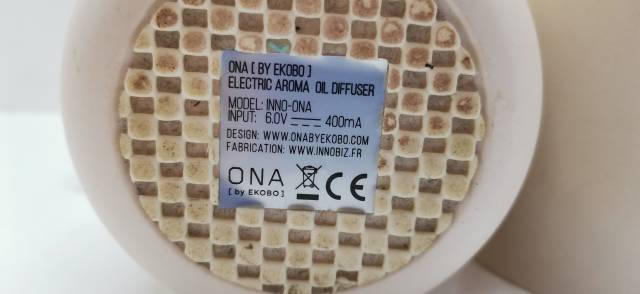 ONA [ BY EKOBO ]
ELECTRIC AROMA OIL DIFFUSER
MODEL: INNO-ONA
INPUT: 6.0V 400mA
DESIGN: WWW.ONABYEKOBO.COM
FABRICATION: WWW.INNOBIZ.FR
ONA
[ by EKOBO ]
CE